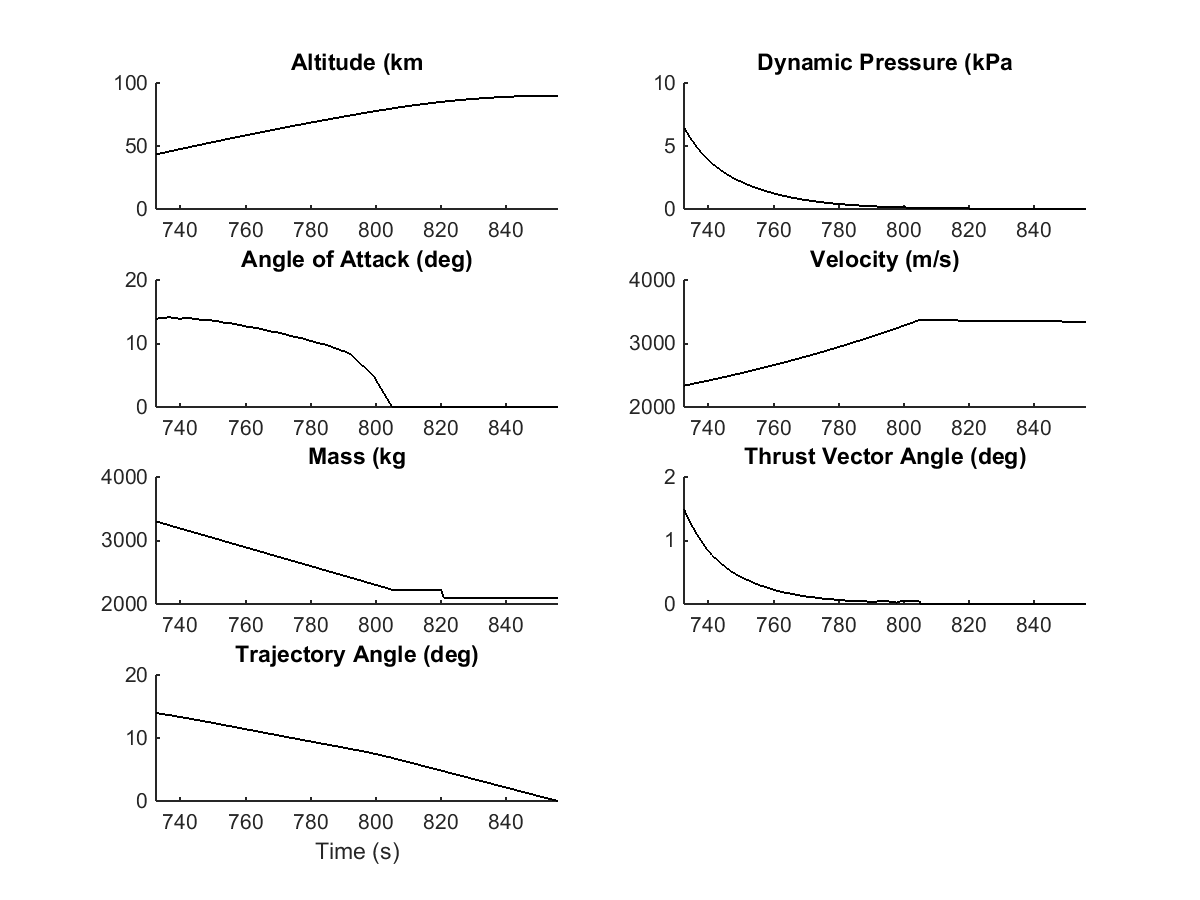 Altitude (km
100
50
0
740 760 780 800 820 840
Dynamic Pressure (kPa
10
5
0
740 760 780 800 820 840
Angle of Attack (deg)
20
10
0
740 760 780 800 820 840
Velocity (m/s)
4000
3000
2000
740 760 780 800 820 840
Mass (kg
4000
3000
2000
740 760 780 800 820 840
Thrust Vector Angle (deg)
2
1
0
740 760 780 800 820 840
Trajectory Angle (deg)
20
10
0
740 760 780 800 820 840
Time (s)